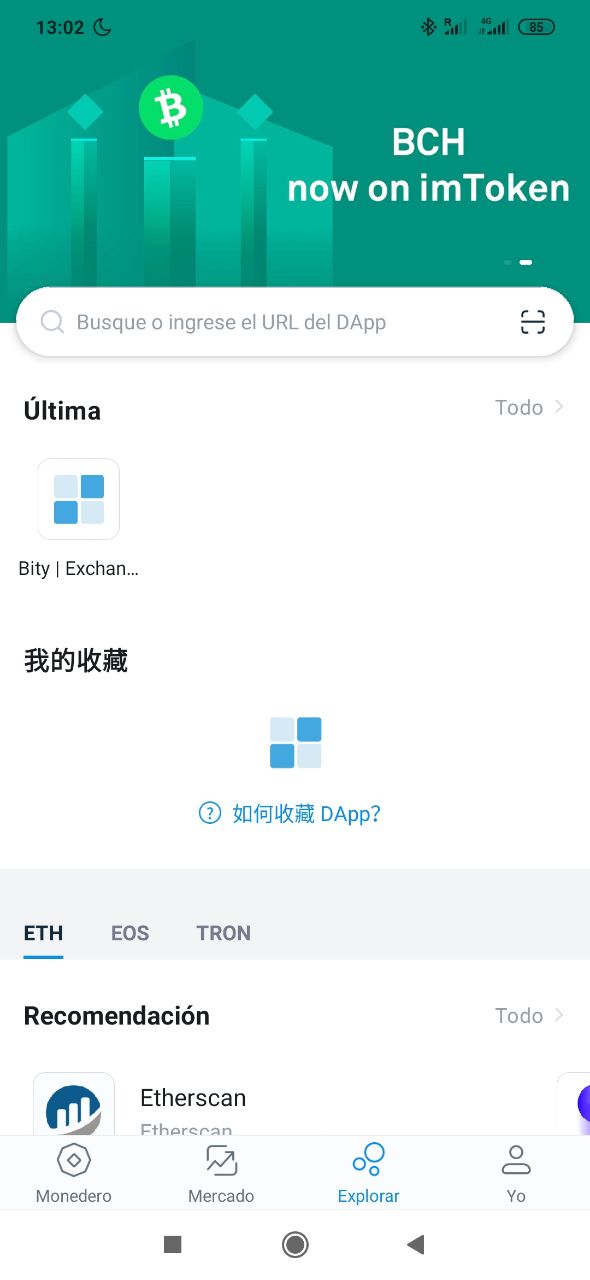 13:02
R
4G
85
BCH
now on imToken
Busque o ingrese el URL del DApp
Última
Todo
Bity | Exchan...
我的收藏
如何收藏 DApp?
ETH EOS TRON
Recomendación
Todo
Etherscan
Etherscan
Monedero Mercado Explorar Yo